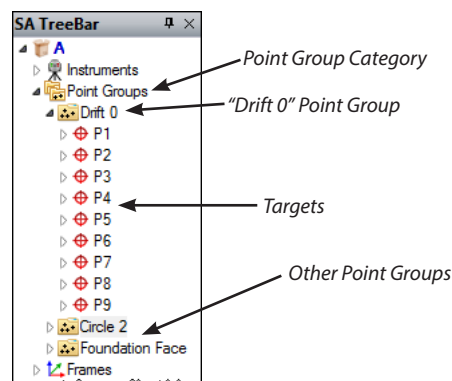 SA TreeBar
A
Instruments
Point Groups
Drift 0
P1
P2
P3
P4
P5
P6
P7
P8
P9
Circle 2
Foundation Face
Frames
Point Group Category
“Drift 0” Point Group
Targets
Other Point Groups